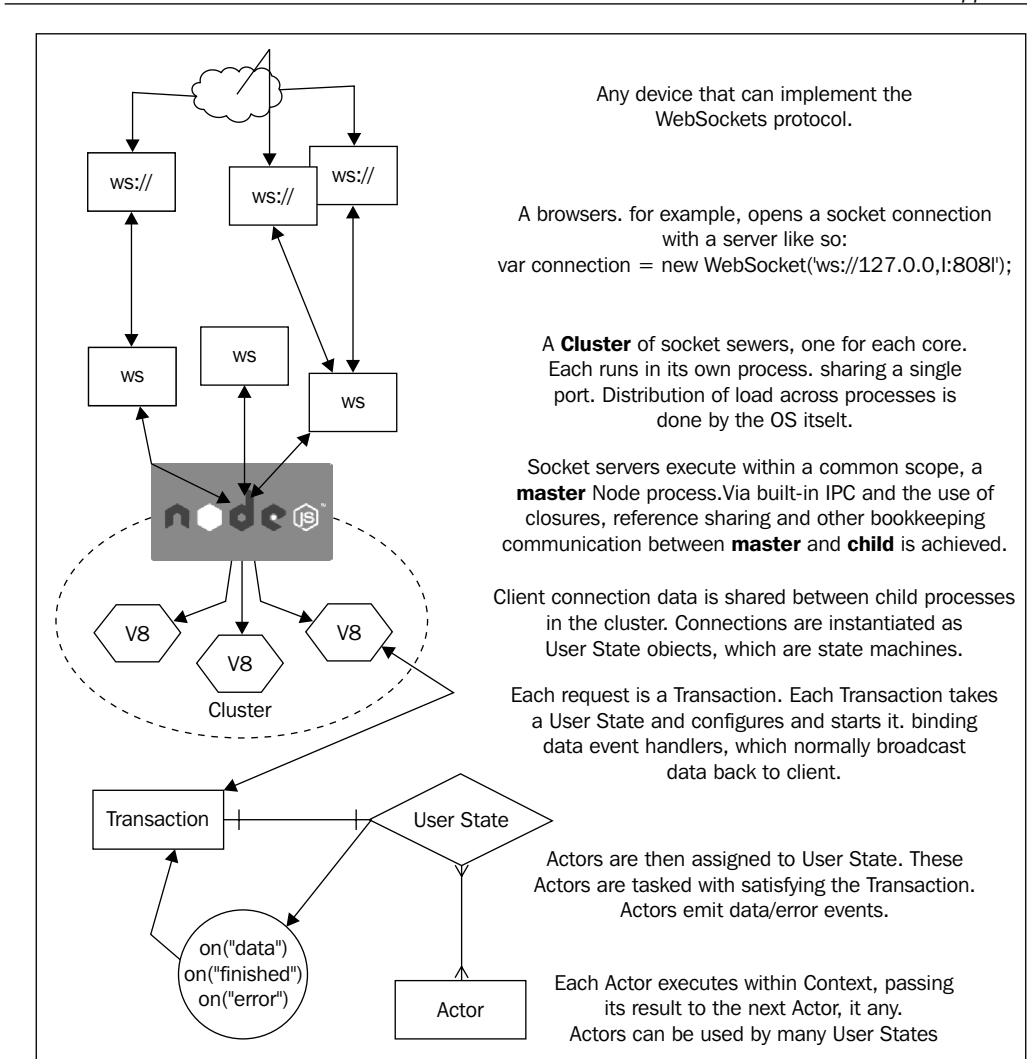 Any device that can implement the
WebSockets protocol.
ws://
ws://
ws://
A browsers. for example, opens a socket connection
with a server like so:
var connection = new WebSocket('ws://127.0.0,I:808l');
ws
ws
ws
A Cluster of socket sewers, one for each core.
Each runs in its own process. sharing a single
port. Distribution of load across processes is
done by the OS itselt.
node JS ™
Socket servers execute within a common scope, a
master Node process.Via built-in IPC and the use of
closures, reference sharing and other bookkeeping
communication between master and child is achieved.
V8
V8
V8
Cluster
Client connection data is shared between child processes
in the cluster. Connections are instantiated as
User State objects, which are state machines.
Each request is a Transaction. Each Transaction takes
a User State and configures and starts it. binding
data event handlers, which normally broadcast
data back to client.
Transaction
User State
Actors are then assigned to User State. These
Actors are tasked with satisfying the Transaction.
Actors emit data/error events.
on("data")
on("finished")
on("error")
Actor
Each Actor executes within Context, passing
its result to the next Actor, it any.
Actors can be used by many User States